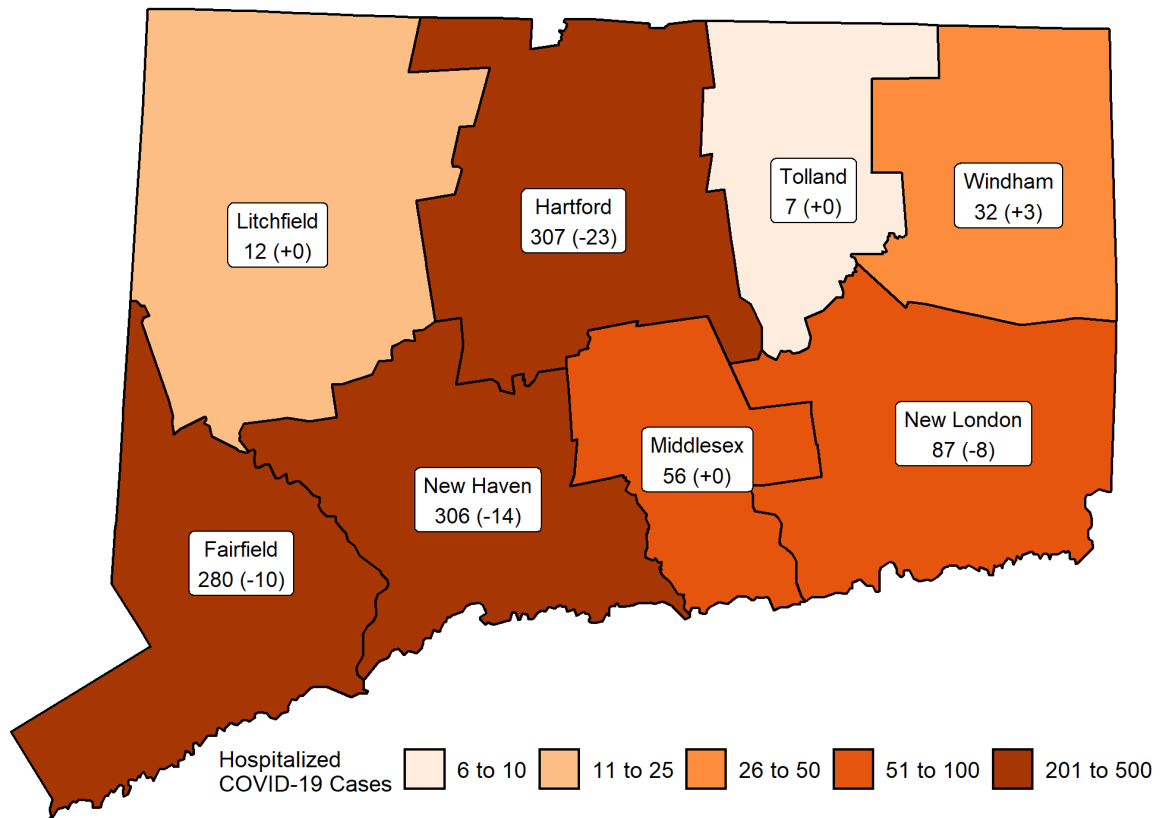 Litchfield
12 (+0)
Hartford
307 (-23)
Tolland
7 (+0)
Windham
32 (+3)
Fairfield
280 (-10)
New Haven
306 (-14)
Middlesex
56 (+0)
New London
87 (-8)
Hospitalized
COVID-19 Cases
6 to 10
11 to 25
26 to 50
51 to 100
201 to 500